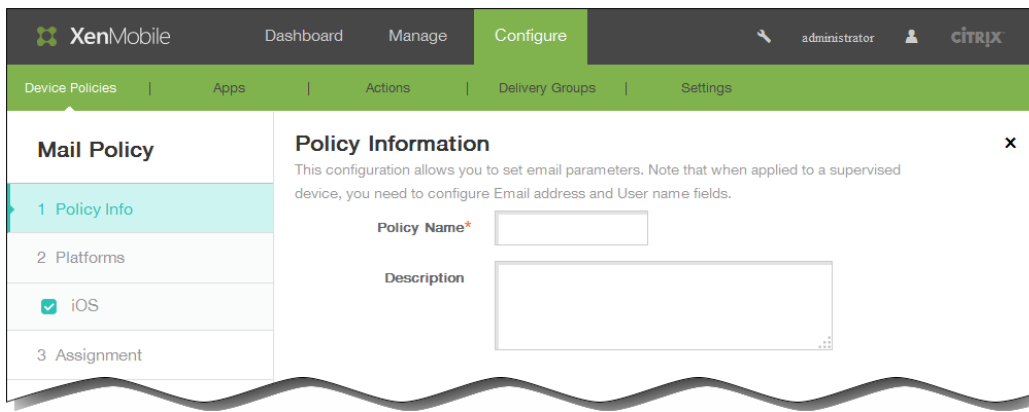 XenMobile Dashboard Manage Configure administrator CİTRIX
Device Policies | Apps | Actions | Delivery Groups | Settings
Mail Policy
1 Policy Info
2 Platforms
iOS
3 Assignment
Policy Information
x
This configuration allows you to set email parameters. Note that when applied to a supervised
device, you need to configure Email address and User name fields.
Policy Name*
Description